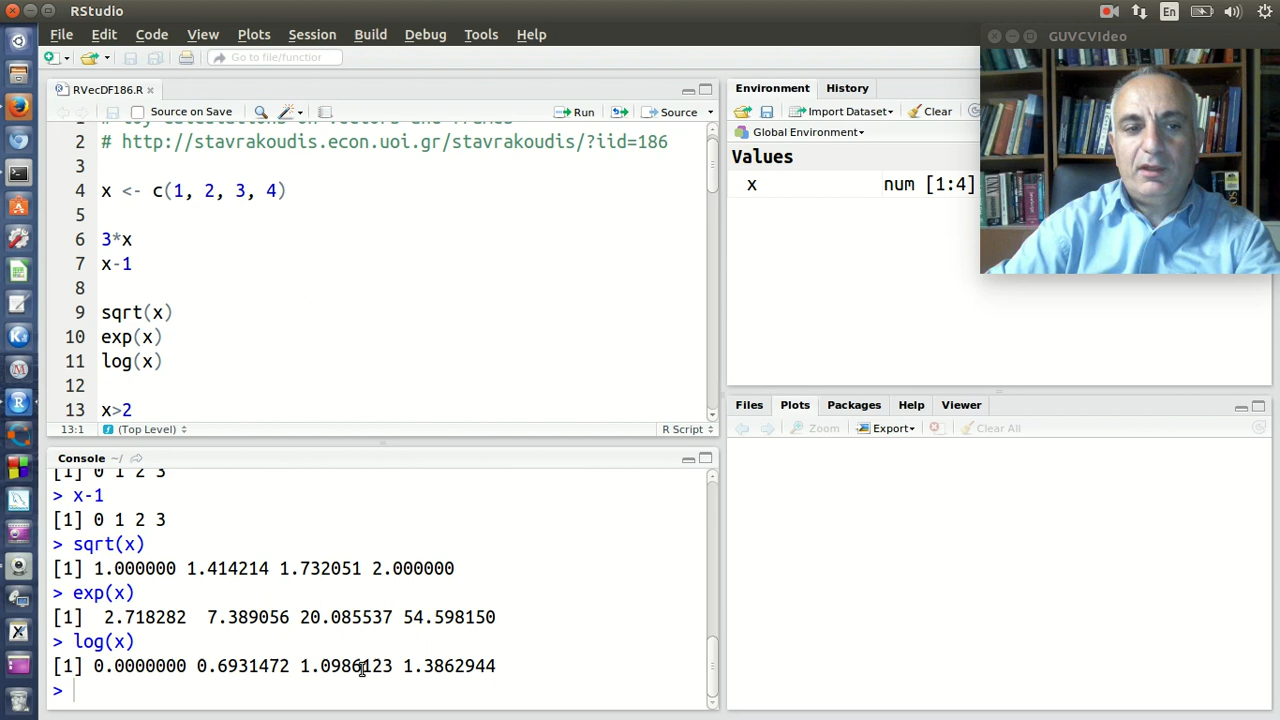 RStudio
En
File Edit Code View Plots Session Build Debug Tools Help
GUVCVIdeo
Go to file/function
RVecDF186.R
Source on Save
Run
Source
2 # http://stavrakoudis.econ.uoi.gr/stavrakoudis/?iid=186
3
4 x <- c(1, 2, 3, 4)
5
6 3*x
7 x-1
8
9 sqrt(x)
10 exp(x)
11 log(x)
12
13 x>2
13:1 (Top Level) R Script
Environment History
Import Dataset Clear
Global Environment
Values
x num [1:4]
Files Plots Packages Help Viewer
Zoom Export Clear All
Console ~/
[1] 0 1 2 3
> x-1
[1] 0 1 2 3
> sqrt(x)
[1] 1.000000 1.414214 1.732051 2.000000
> exp(x)
[1] 2.718282 7.389056 20.085537 54.598150
> log(x)
[1] 0.0000000 0.6931472 1.0986123 1.3862944
>